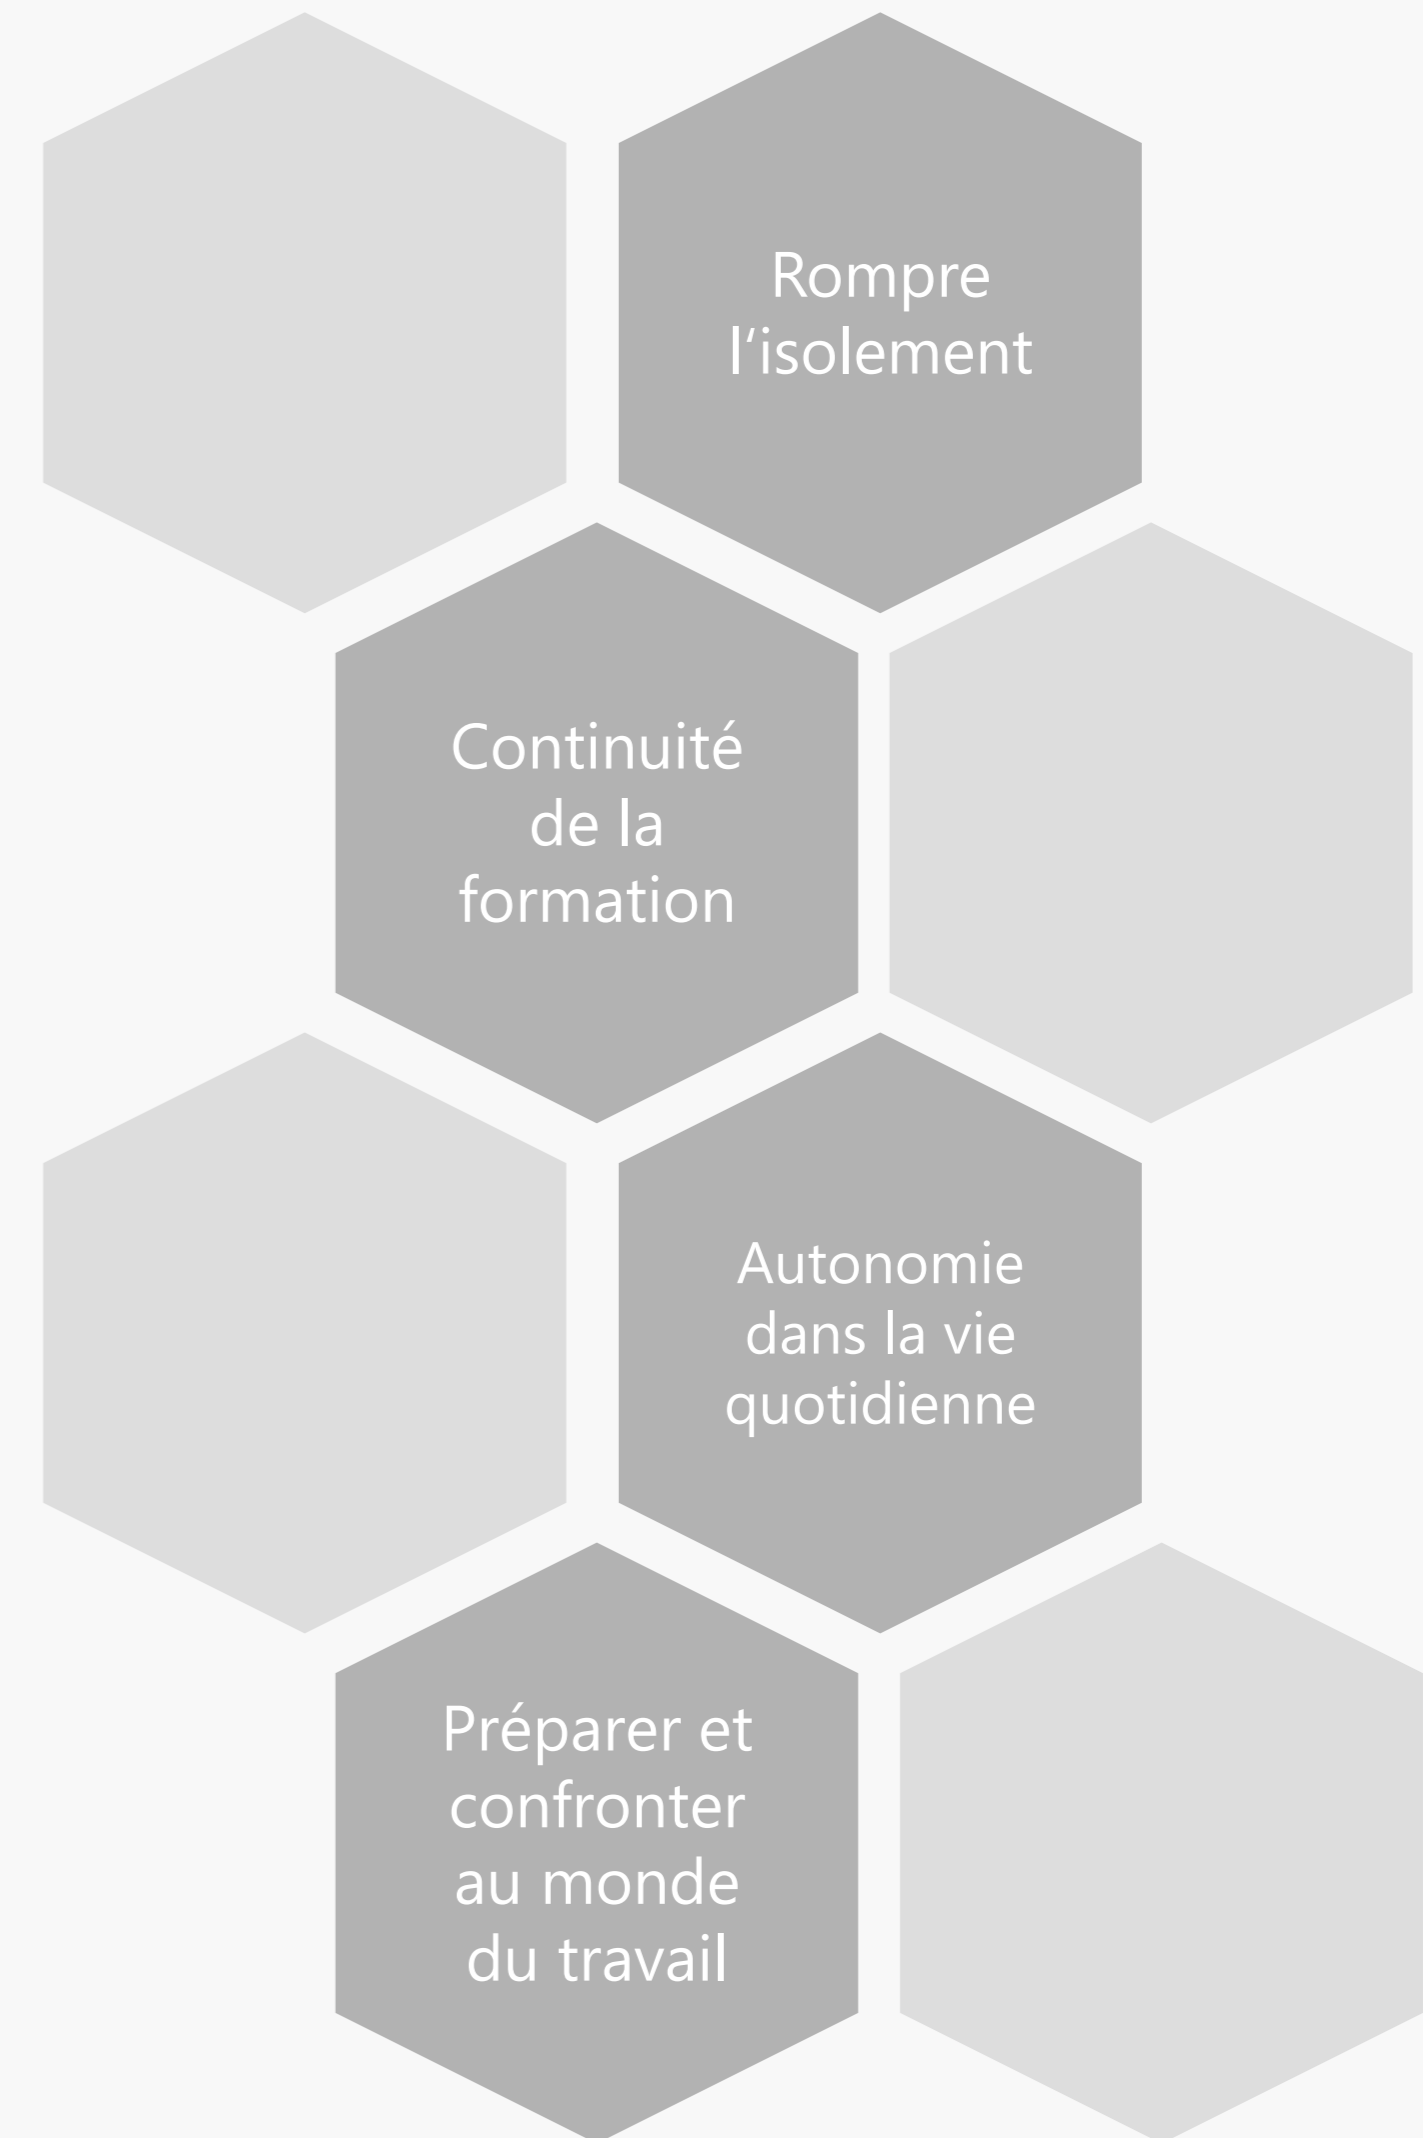 Rompre
l‘isolement
Continuité
de la
formation
Autonomie
dans la vie
quotidienne
Préparer et
confronter
au monde
du travail